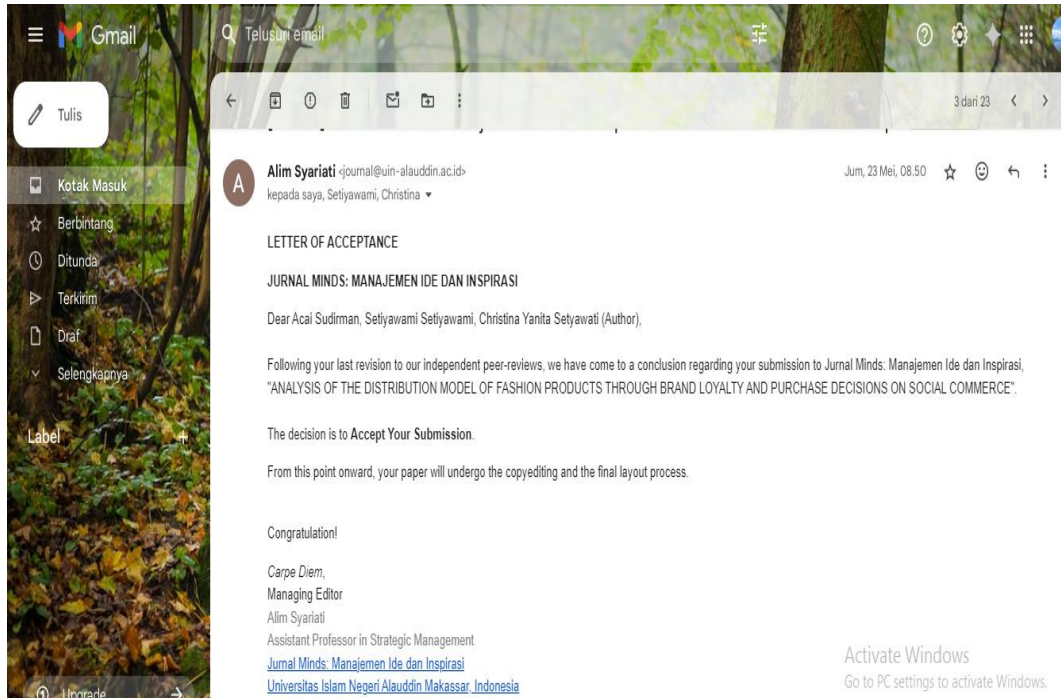 Gmail
Telusuri email
Tulis
3 dari 23
Kotak Masuk
Berbintang
Ditunda
Terkirim
Draf
Selengkapnya
Label
Upgrade
A
Alim Syariati <journal@uin-alauddin.ac.id>
Jum, 23 Mei, 08.50
kepada saya, Setiyawami, Christina
LETTER OF ACCEPTANCE
JURNAL MINDS: MANAJEMEN IDE DAN INSPIRASI
Dear Acai Sudirman, Setiyawami Setiyawami, Christina Yanita Setyawati (Author),
Following your last revision to our independent peer-reviews, we have come to a conclusion regarding your submission to Jurnal Minds: Manajemen Ide dan Inspirasi,
"ANALYSIS OF THE DISTRIBUTION MODEL OF FASHION PRODUCTS THROUGH BRAND LOYALTY AND PURCHASE DECISIONS ON SOCIAL COMMERCE".
The decision is to Accept Your Submission.
From this point onward, your paper will undergo the copyediting and the final layout process.
Congratulation!
Carpe Diem,
Managing Editor
Alim Syariati
Assistant Professor in Strategic Management
Jurnal Minds: Manajemen Ide dan Inspirasi
Universitas Islam Negeri Alauddin Makassar, Indonesia
Activate Windows
Go to PC settings to activate Windows.